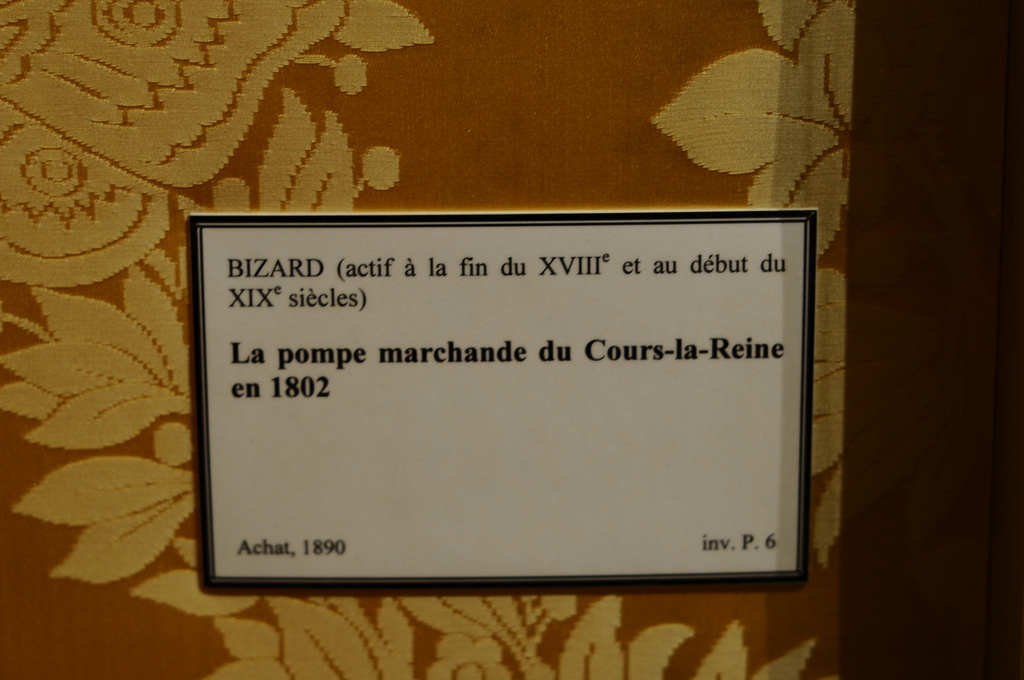 BIZARD (actif à la fin du XVIIIe et au début du
XIXe siècles)
La pompe marchande du Cours-la-Reine
en 1802
Achat, 1890
inv. P. 6